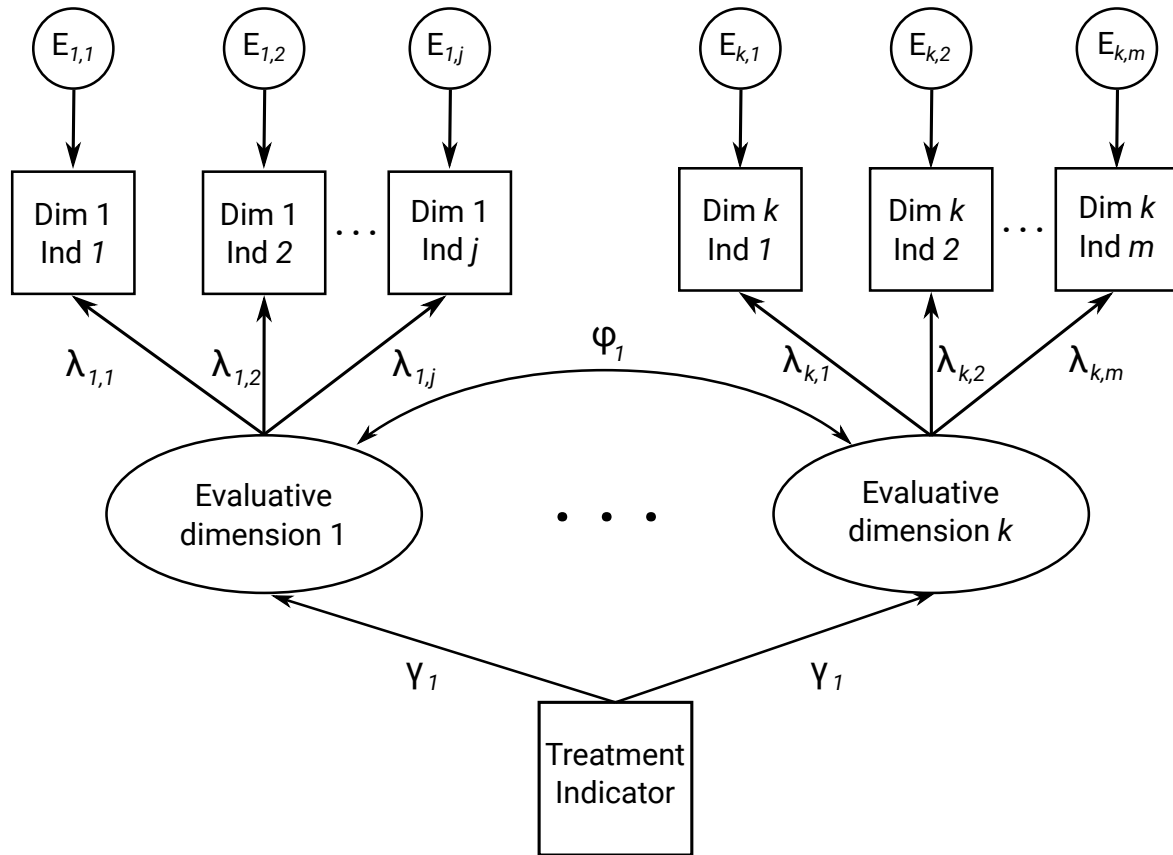 E1,1
E1,2
E1,j
Ek,1
Ek,2
Ek,m
Dim 1
Ind 1
Dim 1
Ind 2
. . .
Dim 1
Ind j
Dim k
Ind 1
Dim k
Ind 2
. . .
Dim k
Ind m
λ1,1
λ1,2
λ1,j
φ1
λk,1
λk,2
λk,m
Evaluative
dimension 1
. . .
Evaluative
dimension k
γ1
γ1
Treatment
Indicator